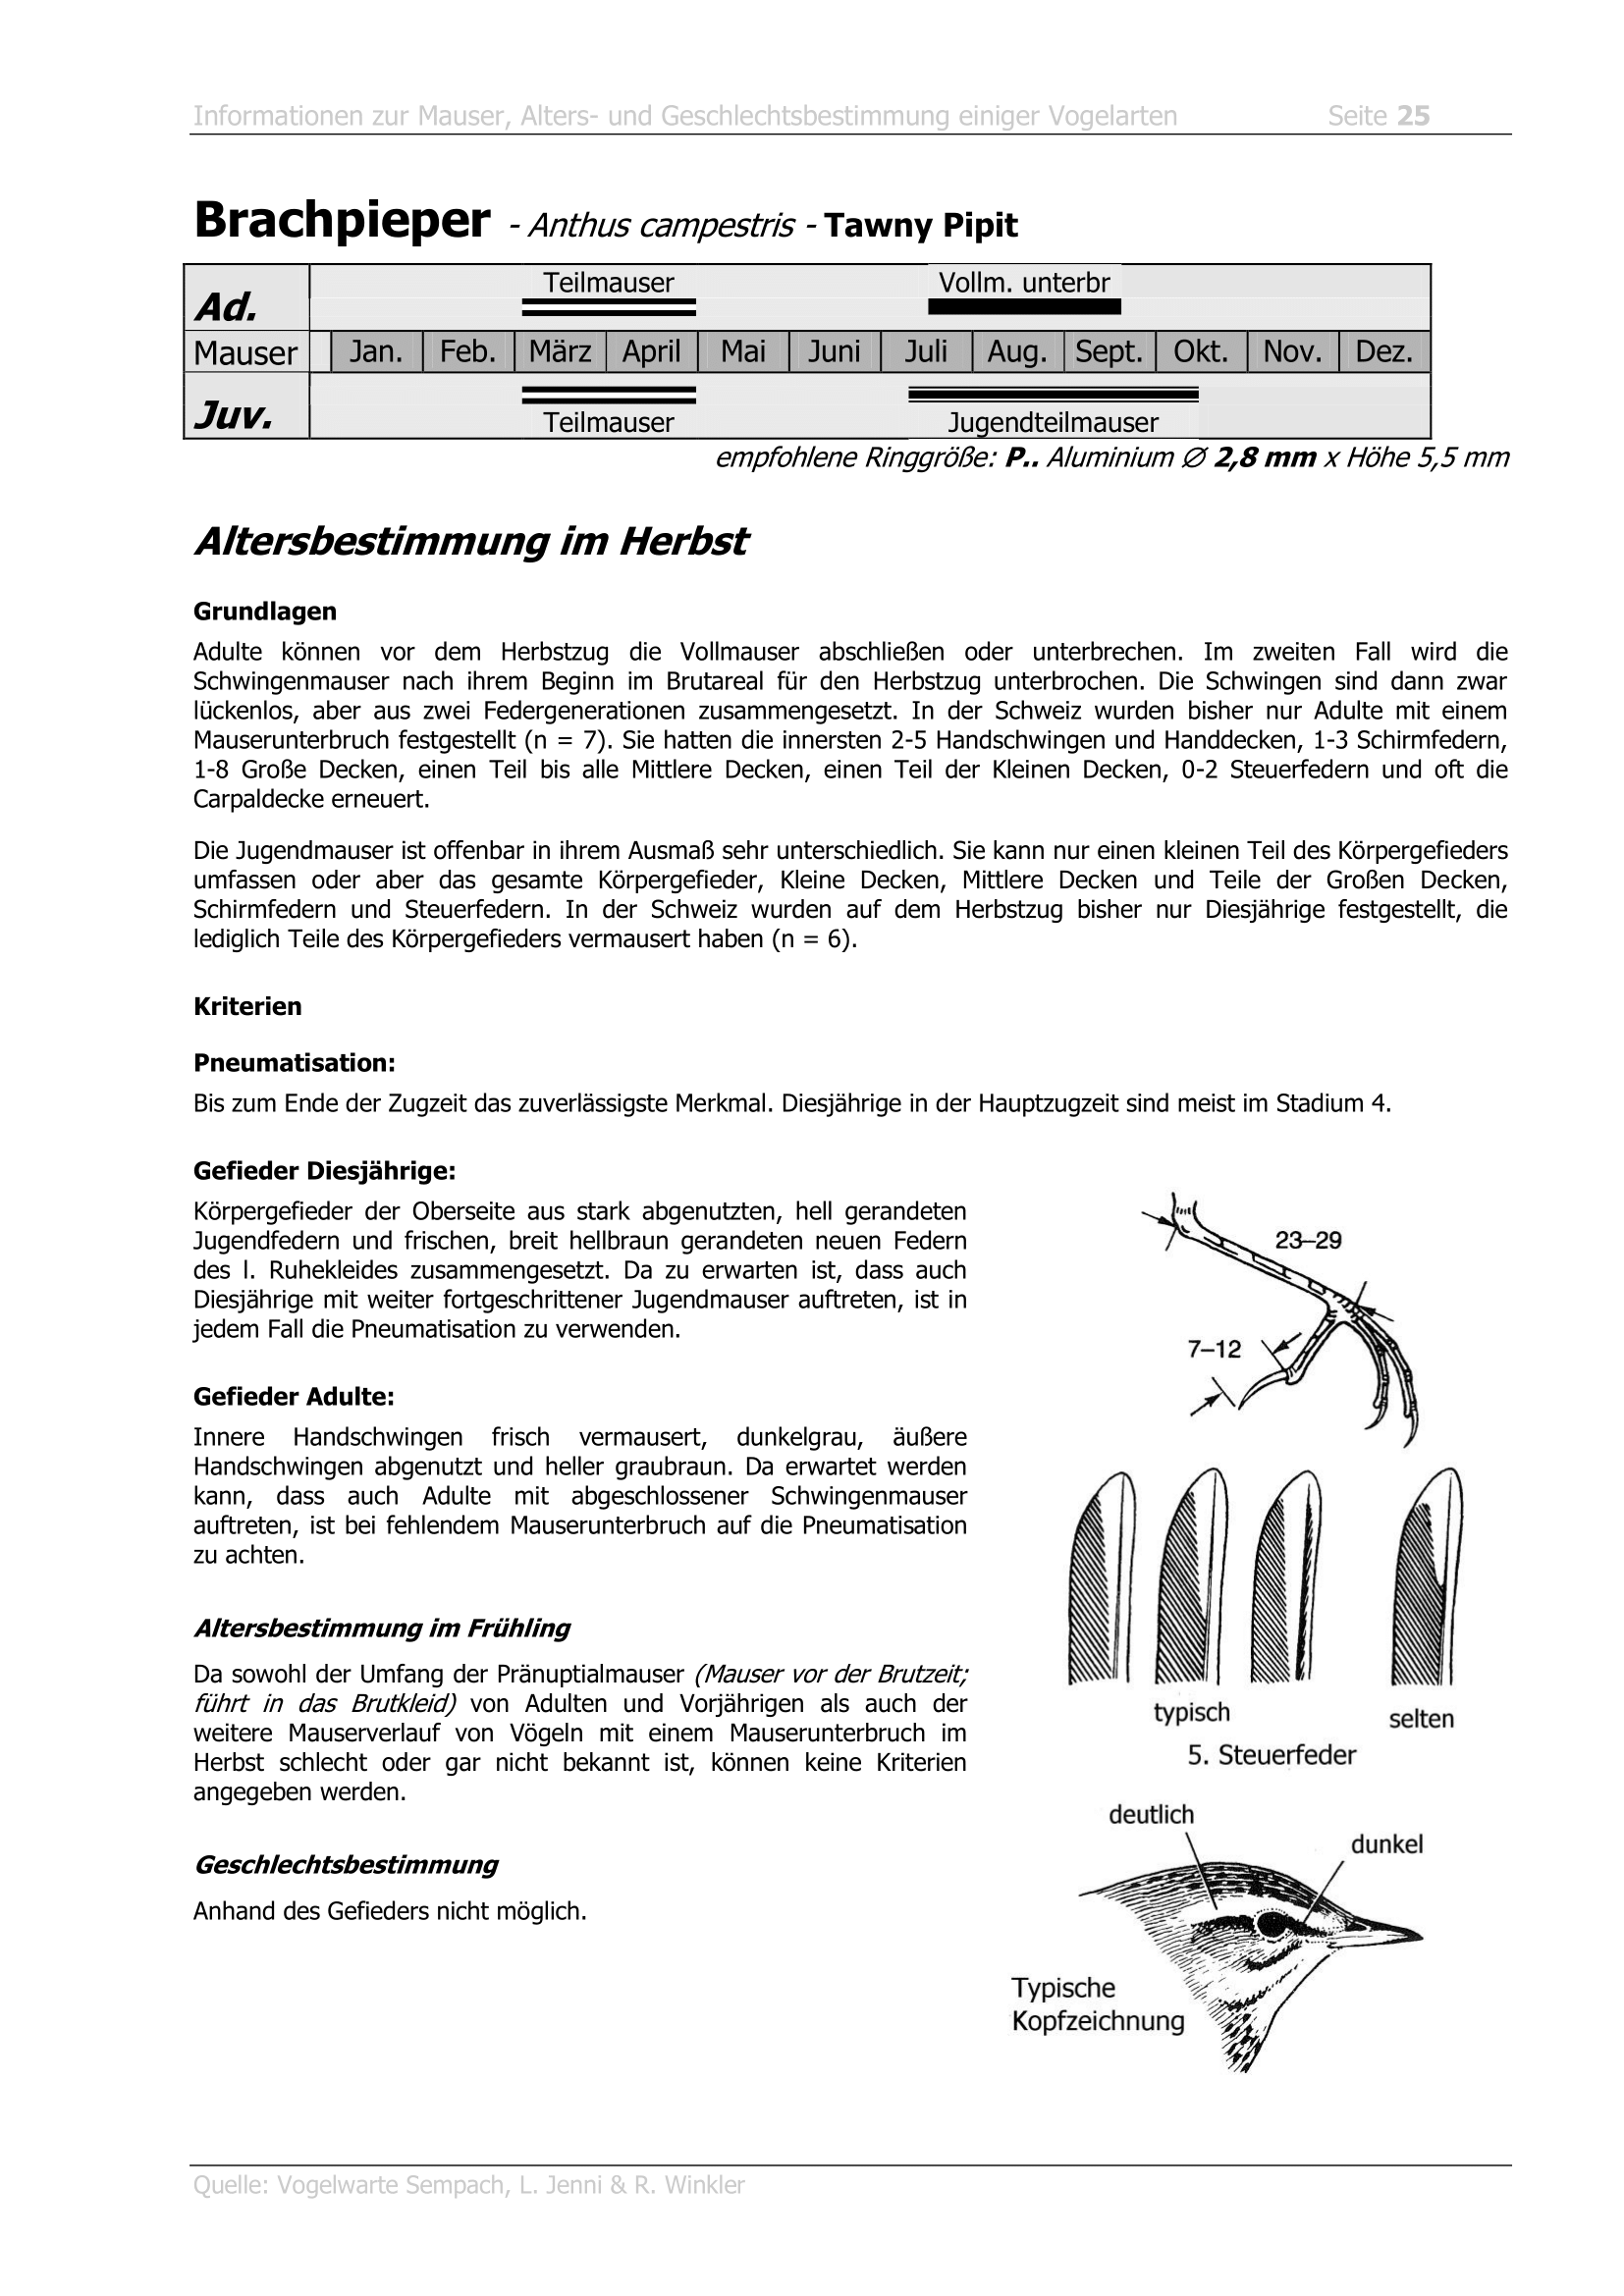 Informationen zur Mauser, Alters- und Geschlechtsbestimmung einiger Vogelarten Seite 25
Brachpieper - Anthus campestris - Tawny Pipit
Teilmauser Vollm. unterbr
Ad.
Mauser Jan. Feb. März April Mai Juni Juli Aug. Sept. Okt. Nov. Dez.
Juv.
Teilmauser Jugendteilmauser
empfohlene Ringgröße: P.. Aluminium ∅ 2,8 mm x Höhe 5,5 mm
Altersbestimmung im Herbst
Grundlagen
Adulte können vor dem Herbstzug die Vollmauser abschließen oder unterbrechen. Im zweiten Fall wird die
Schwingenmauser nach ihrem Beginn im Brutareal für den Herbstzug unterbrochen. Die Schwingen sind dann zwar
lückenlos, aber aus zwei Federgenerationen zusammengesetzt. In der Schweiz wurden bisher nur Adulte mit einem
Mauserunterbruch festgestellt (n = 7). Sie hatten die innersten 2-5 Handschwingen und Handdecken, 1-3 Schirmfedern,
1-8 Große Decken, einen Teil bis alle Mittlere Decken, einen Teil der Kleinen Decken, 0-2 Steuerfedern und oft die
Carpaldecke erneuert.
Die Jugendmauser ist offenbar in ihrem Ausmaß sehr unterschiedlich. Sie kann nur einen kleinen Teil des Körpergefieders
umfassen oder aber das gesamte Körpergefieder, Kleine Decken, Mittlere Decken und Teile der Großen Decken,
Schirmfedern und Steuerfedern. In der Schweiz wurden auf dem Herbstzug bisher nur Diesjährige festgestellt, die
lediglich Teile des Körpergefieders vermausert haben (n = 6).
Kriterien
Pneumatisation:
Bis zum Ende der Zugzeit das zuverlässigste Merkmal. Diesjährige in der Hauptzugzeit sind meist im Stadium 4.
Gefieder Diesjährige:
Körpergefieder der Oberseite aus stark abgenutzten, hell gerandeten
Jugendfedern und frischen, breit hellbraun gerandeten neuen Federn
des l. Ruhekleides zusammengesetzt. Da zu erwarten ist, dass auch
Diesjährige mit weiter fortgeschrittener Jugendmauser auftreten, ist in
jedem Fall die Pneumatisation zu verwenden.
Gefieder Adulte:
Innere Handschwingen frisch vermausert, dunkelgrau, äußere
Handschwingen abgenutzt und heller graubraun. Da erwartet werden
kann, dass auch Adulte mit abgeschlossener Schwingenmauser
auftreten, ist bei fehlendem Mauserunterbruch auf die Pneumatisation
zu achten.
Altersbestimmung im Frühling
Da sowohl der Umfang der Pränuptialmauser (Mauser vor der Brutzeit;
führt in das Brutkleid) von Adulten und Vorjährigen als auch der
weitere Mauserverlauf von Vögeln mit einem Mauserunterbruch im
Herbst schlecht oder gar nicht bekannt ist, können keine Kriterien
angegeben werden.
Geschlechtsbestimmung
Anhand des Gefieders nicht möglich.
23–29
7–12
typisch
selten
5. Steuerfeder
deutlich
dunkel
Typische
Kopfzeichnung
Quelle: Vogelwarte Sempach, L. Jenni & R. Winkler